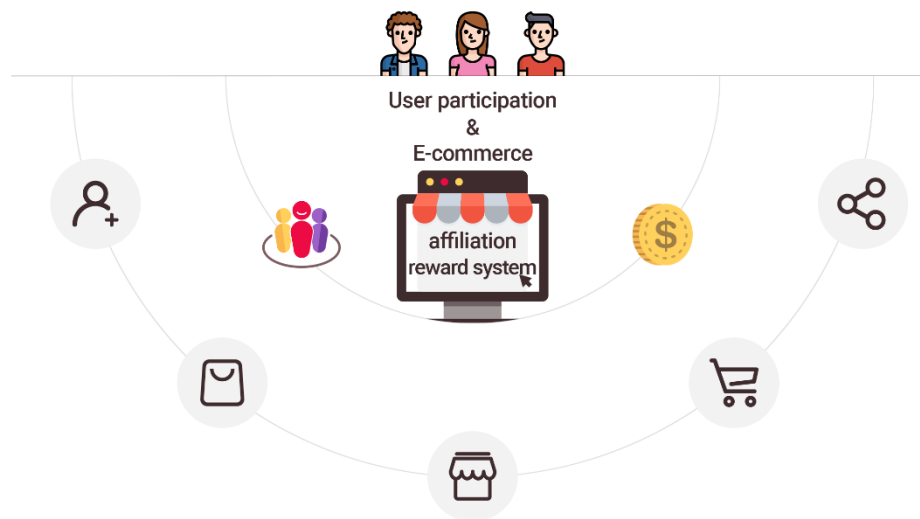 User participation
&
E-commerce
affiliation
reward system
$